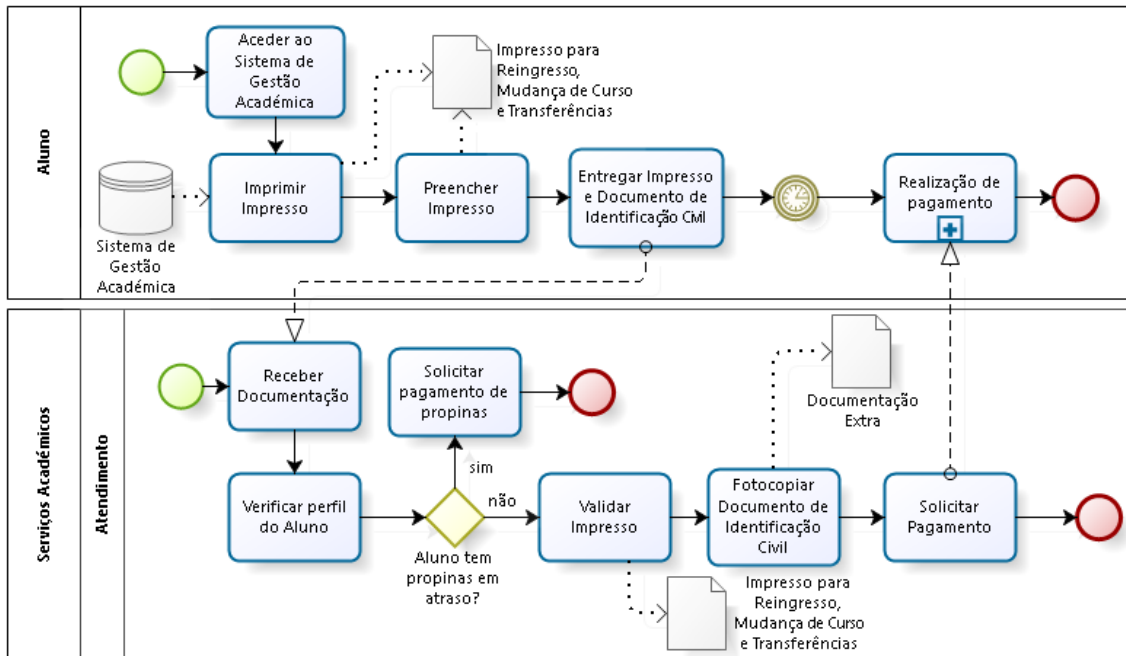 Aluno
Aceder ao
Sistema de
Gestão
Académica
Impresso para
Reingresso,
Mudança de Curso
e Transferências
Sistema de
Gestão
Académica
Imprimir
Impresso
Preencher
Impresso
Entregar Impresso
e Documento de
Identificação Civil
Realização de
pagamento
Serviços Académicos
Atendimento
Receber
Documentação
Solicitar
pagamento de
propinas
Documentação
Extra
Verificar perfil
do Aluno
sim
não
Aluno tem
propinas em
atraso?
Validar
Impresso
Fotocopiar
Documento de
Identificação
Civil
Solicitar
Pagamento
Impresso para
Reingresso,
Mudança de Curso
e Transferências